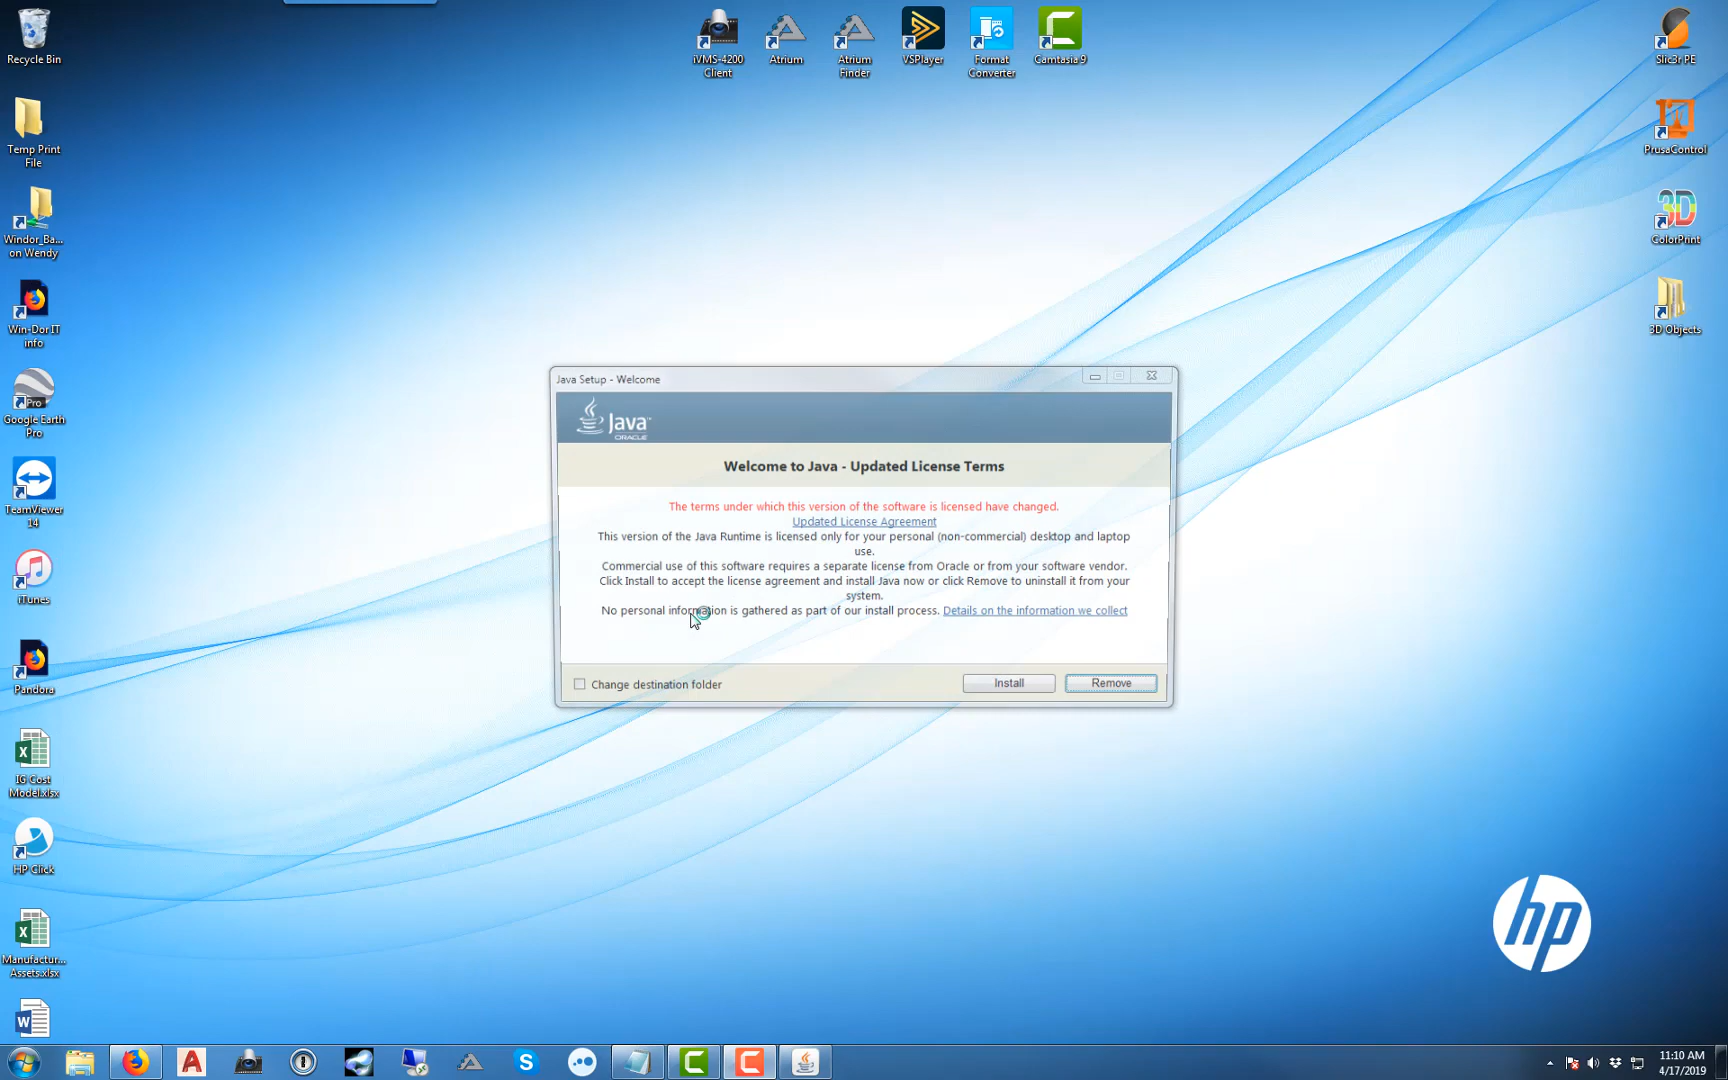 Recycle Bin
Temp Print
File
Windor_Ba...
on Wendy
Win-Dor IT
info
Pro
Google Earth
Pro
TeamViewer
14
iTunes
Pandora
IG Cost
Model.xlsx
HP Click
Manufactur...
Assets.xlsx
iVMS-4200
Client
Atrium
Atrium
Finder
VSPlayer
Format
Converter
Camtasia 9
Slic3r PE
PrusaControl
3D
ColorPrint
3D Objects
Java Setup - Welcome
Java
ORACLE
Welcome to Java - Updated License Terms
The terms under which this version of the software is licensed have changed.
Updated License Agreement
This version of the Java Runtime is licensed only for your personal (non-commercial) desktop and laptop
use.
Commercial use of this software requires a separate license from Oracle or from your software vendor.
Click Install to accept the license agreement and install Java now or click Remove to uninstall it from your
system.
No personal information is gathered as part of our install process. Details on the information we collect
Change destination folder
Install
Remove
hp
11:10 AM
4/17/2019